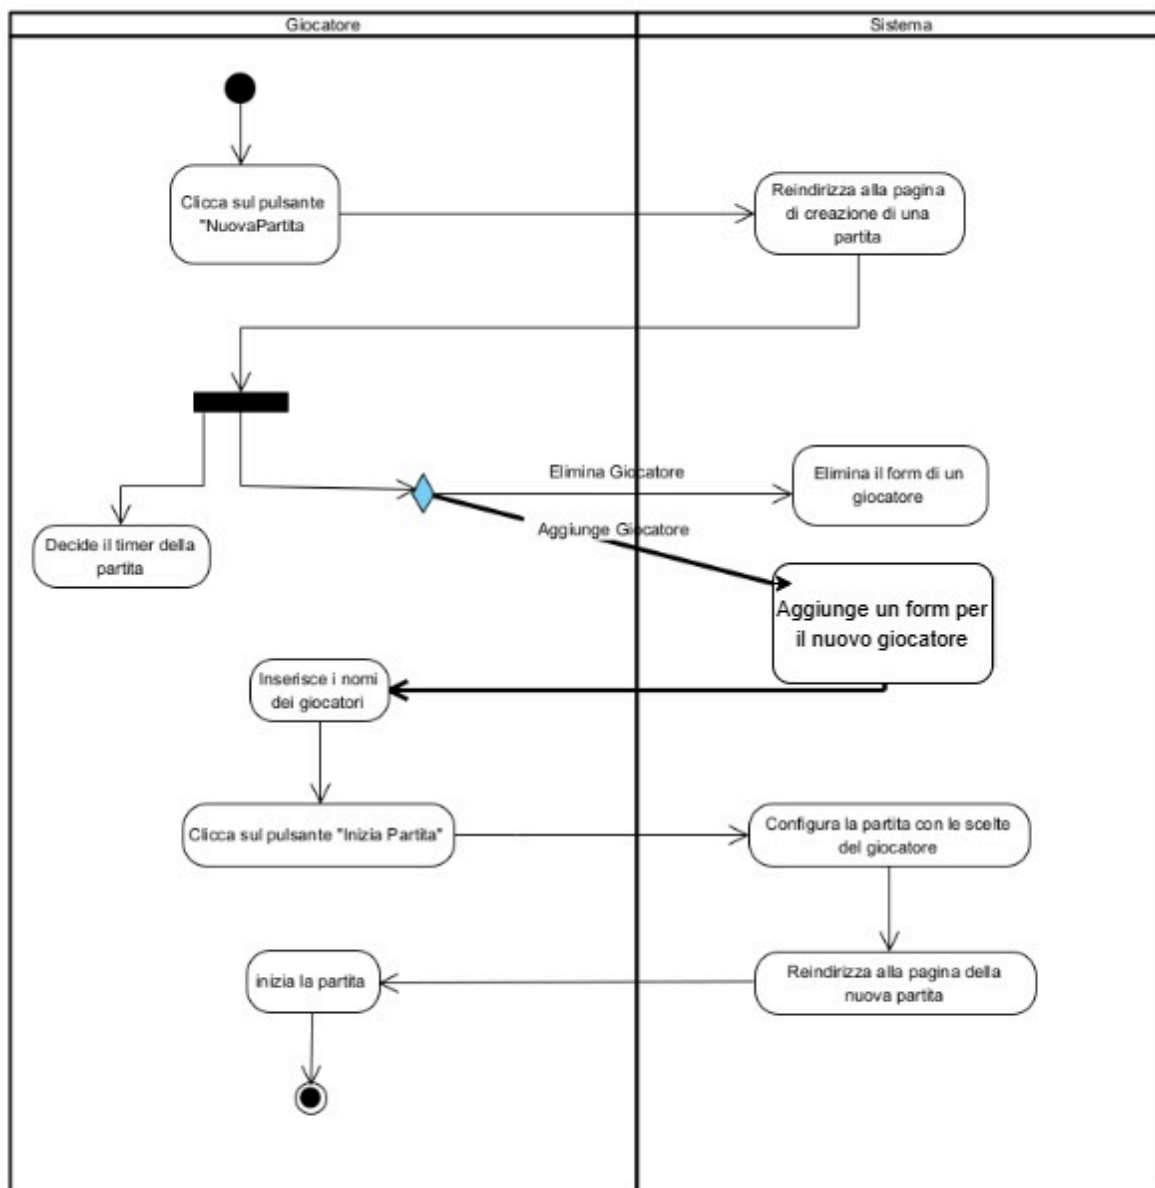 Giocatore
Sistema
Clicca sul pulsante
"NuovaPartita
Reindirizza alla pagina
di creazione di una
partita
Elimina Giocatore
Elimina il form di un
giocatore
Aggiunge Giocatore
Decide il timer della
partita
Aggiunge un form per
il nuovo giocatore
Inserisce i nomi
dei giocatori
Clicca sul pulsante "Inizia Partita"
Configura la partita con le scelte
del giocatore
inizia la partita
Reindirizza alla pagina della
nuova partita